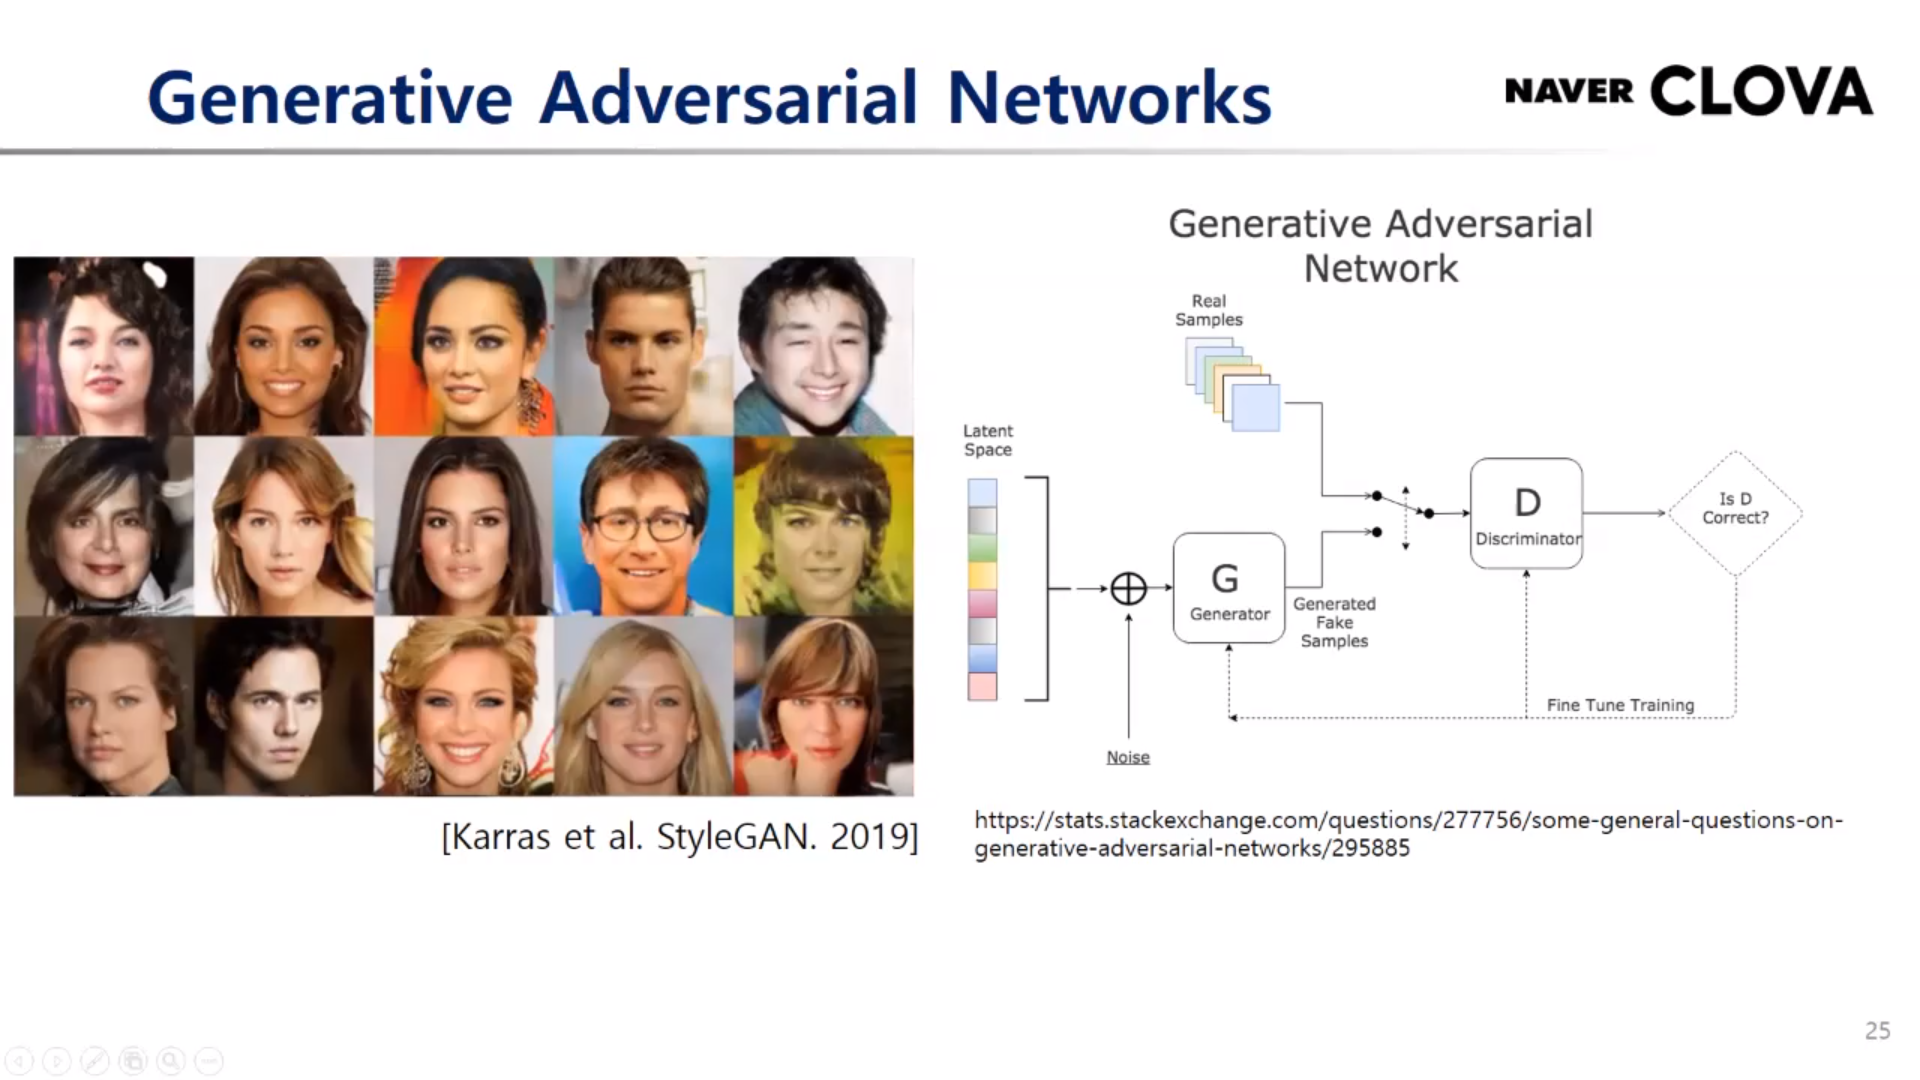 Generative Adversarial Networks
NAVER CLOVA
Generative Adversarial
Network
Real
Samples
Latent
Space
D
Discriminator
Is D
Correct?
G
Generator
Generated
Fake
Samples
Fine Tune Training
Noise
[Karras et al. StyleGAN. 2019]
https://stats.stackexchange.com/questions/277756/some-general-questions-on-
generative-adversarial-networks/295885
25